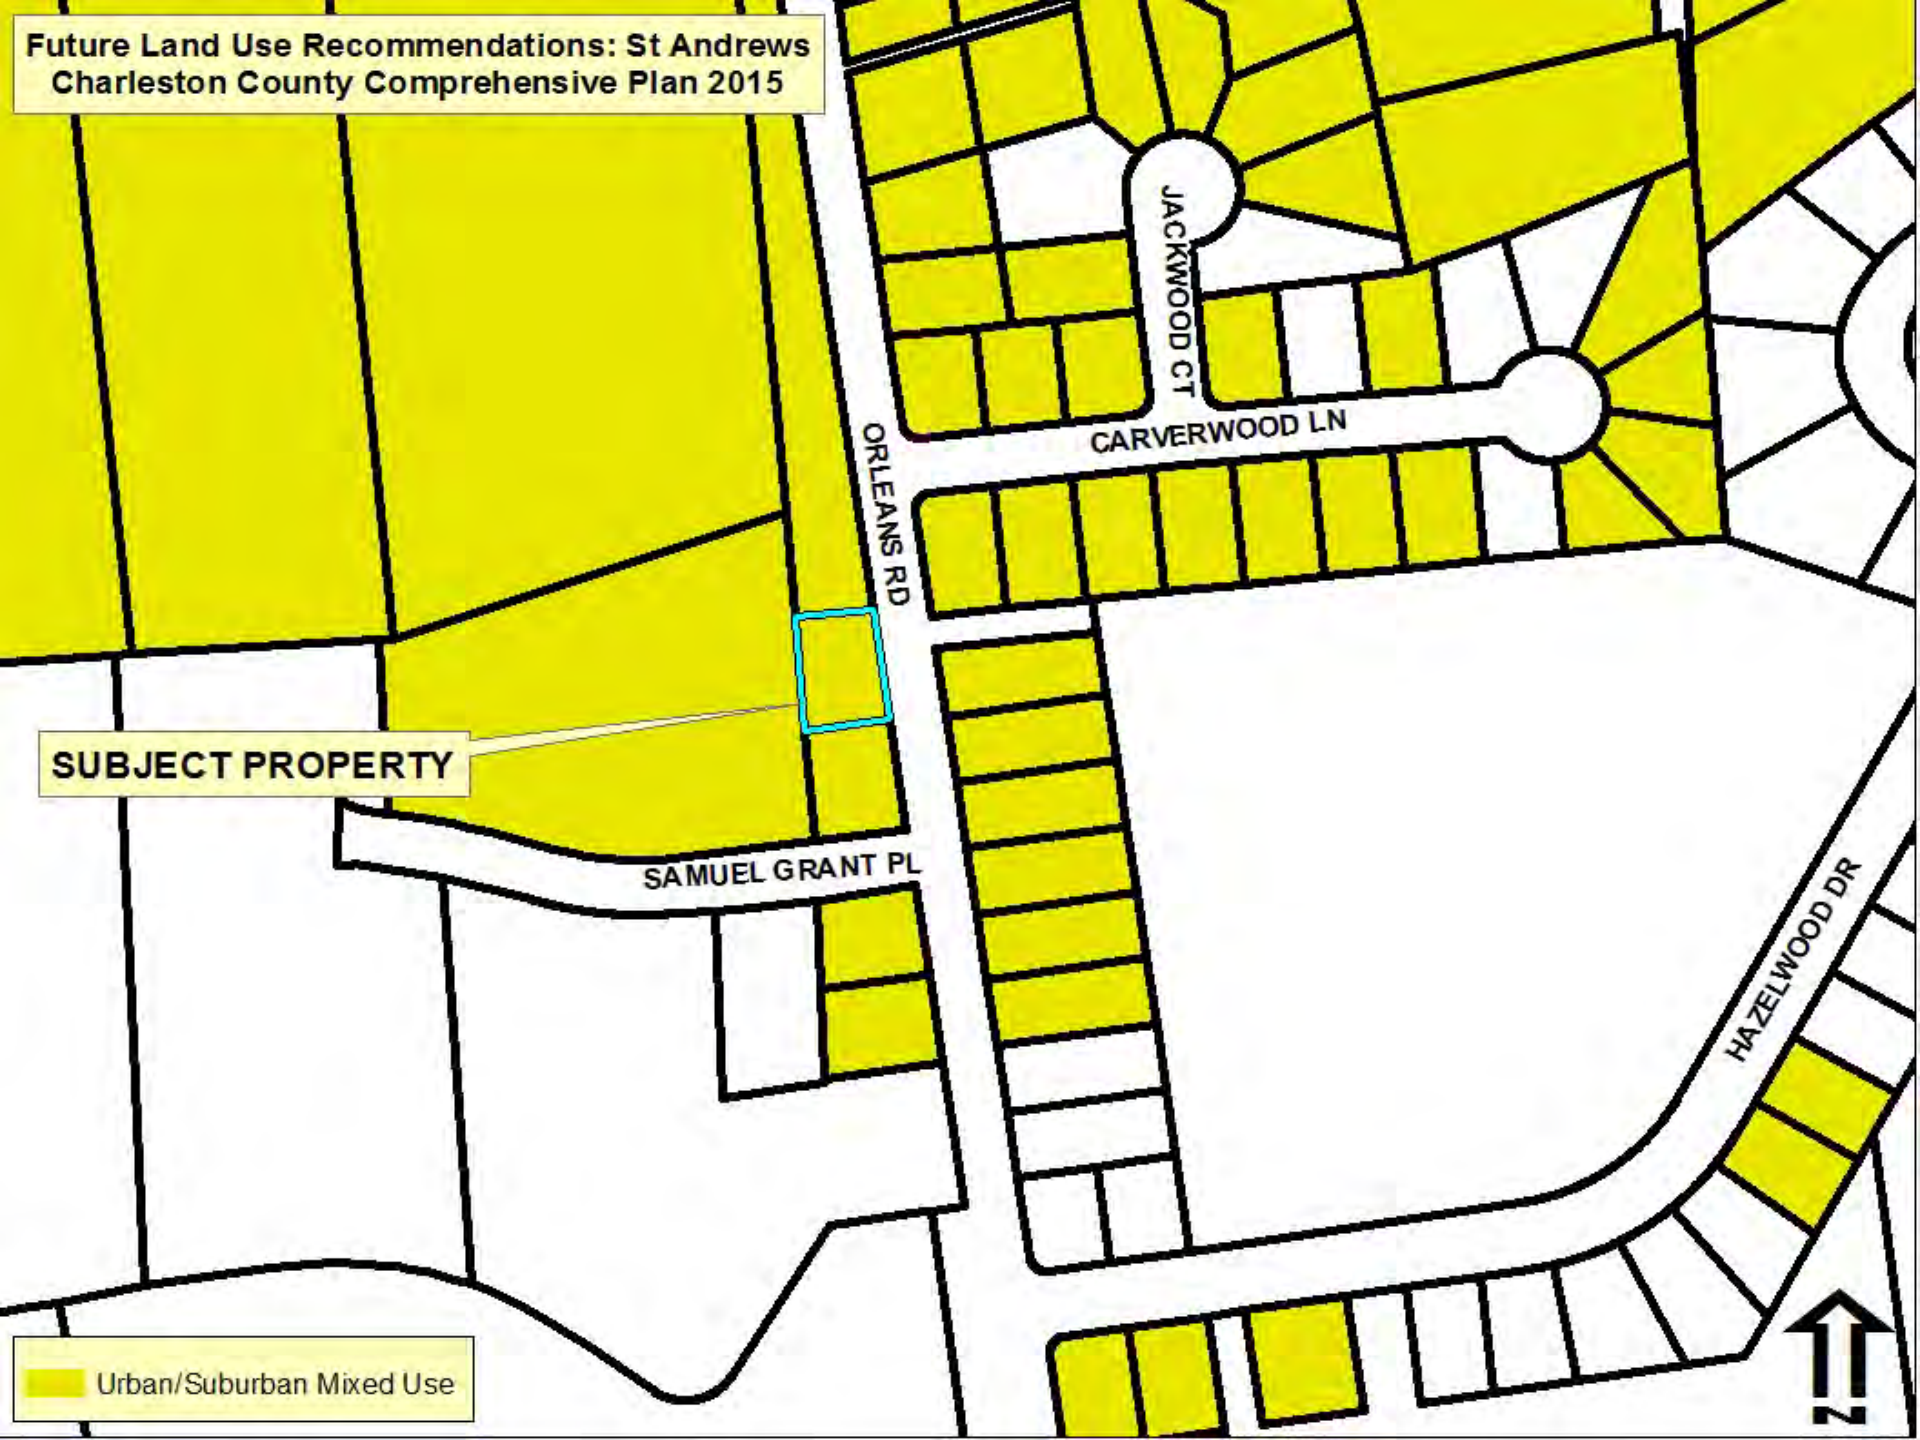 Future Land Use Recommendations: St Andrews
Charleston County Comprehensive Plan 2015
JACKWOOD CT
CARVERWOOD LN
ORLEANS RD
SUBJECT PROPERTY
SAMUEL GRANT PL
HAZELWOOD DR
Urban/Suburban Mixed Use
N